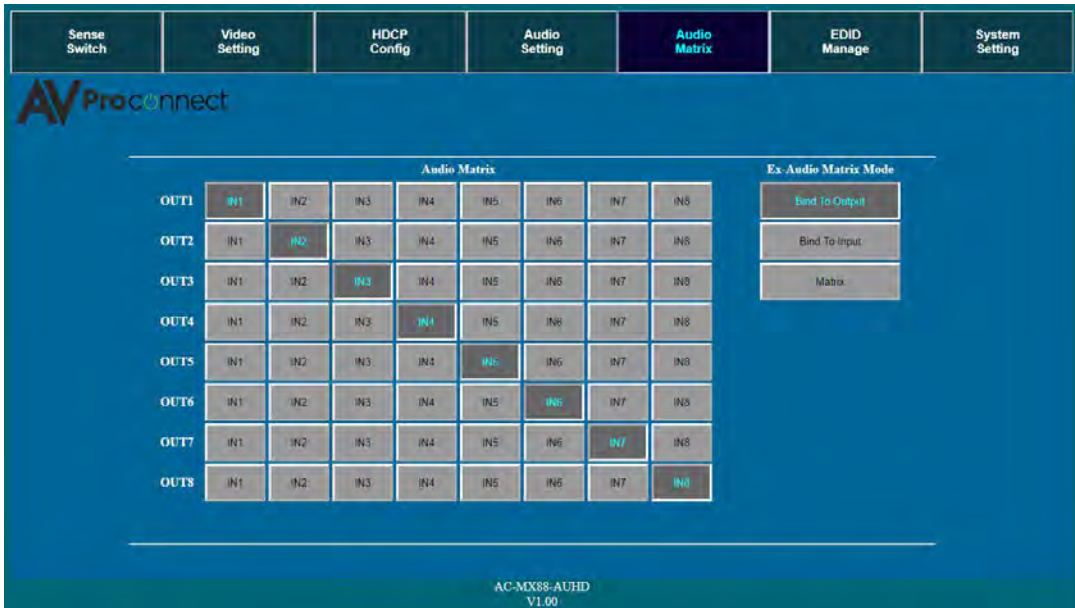 Sense Switch Video Setting HDCP Config Audio Setting Audio Matrix EDID Manage System Setting
AVProconnect
Audio Matrix Ex-Audio Matrix Mode
OUT1 IN1 IN2 IN3 IN4 IN5 IN6 IN7 IN8 Bind To Output
OUT2 IN1 IN2 IN3 IN4 IN5 IN6 IN7 IN8 Bind To Input
OUT3 IN1 IN2 IN3 IN4 IN5 IN6 IN7 IN8 Matrix
OUT4 IN1 IN2 IN3 IN4 IN5 IN6 IN7 IN8
OUT5 IN1 IN2 IN3 IN4 IN5 IN6 IN7 IN8
OUT6 IN1 IN2 IN3 IN4 IN5 IN6 IN7 IN8
OUT7 IN1 IN2 IN3 IN4 IN5 IN6 IN7 IN8
OUT8 IN1 IN2 IN3 IN4 IN5 IN6 IN7 IN8
AC-MX88-AUHD
V1.00